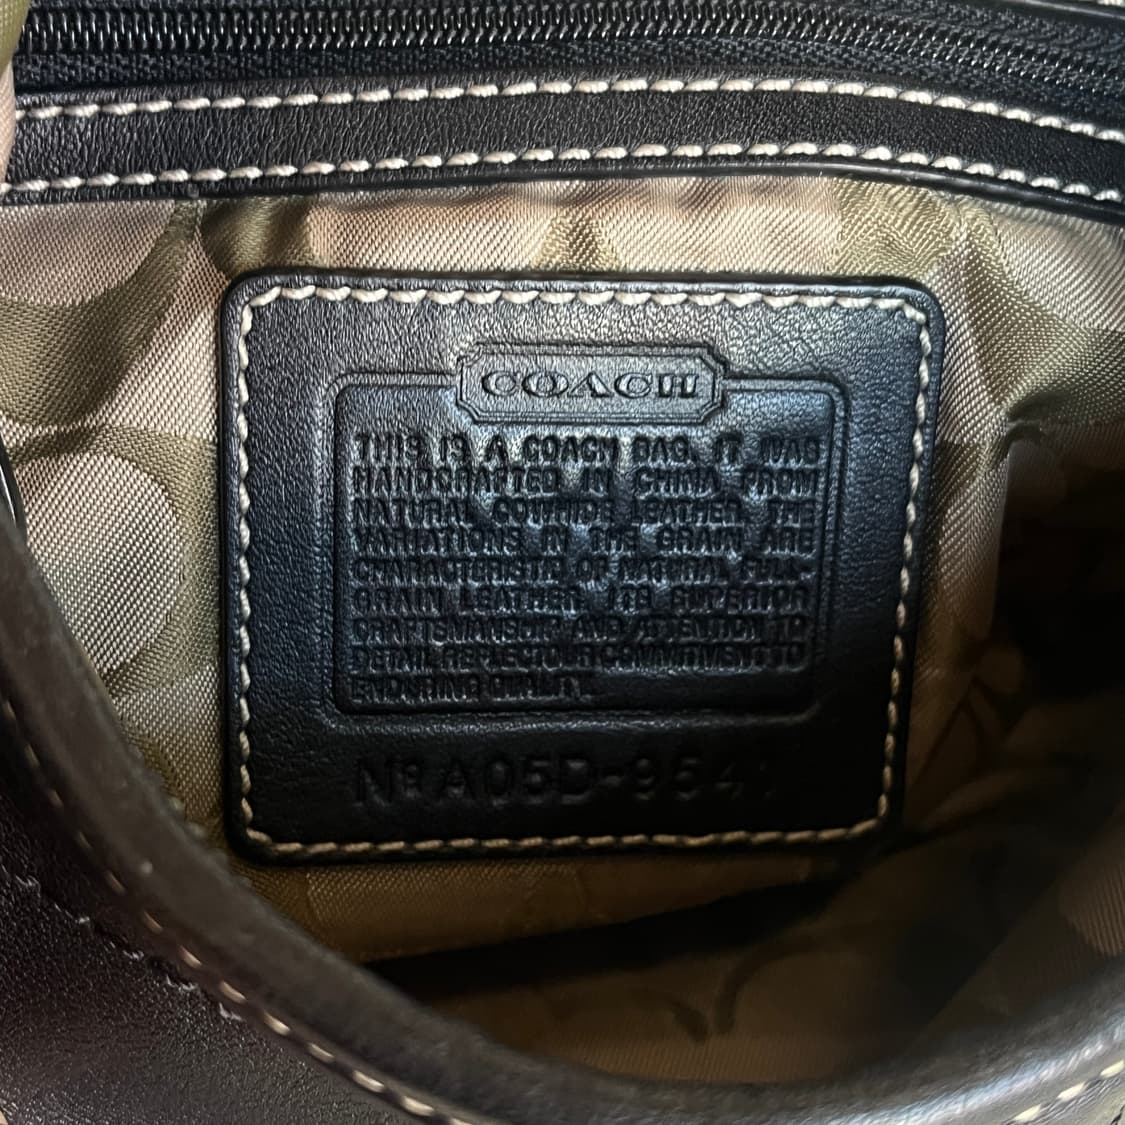 COACH
THIS IS A COACH BAG. IT WAS
HANDCRAFTED IN CHINA FROM
NATURAL COWHIDE LEATHER. THE
VARIATIONS IN THE GRAIN ARE
CHARACTERISTIC OF NATURAL FULL-
GRAIN LEATHER. ITS SUPERIOR
CRAFTSMANSHIP AND ATTENTION TO
DETAIL REFLECT OUR COMMITMENT TO
ENDURING QUALITY.
Nº A05D-9541